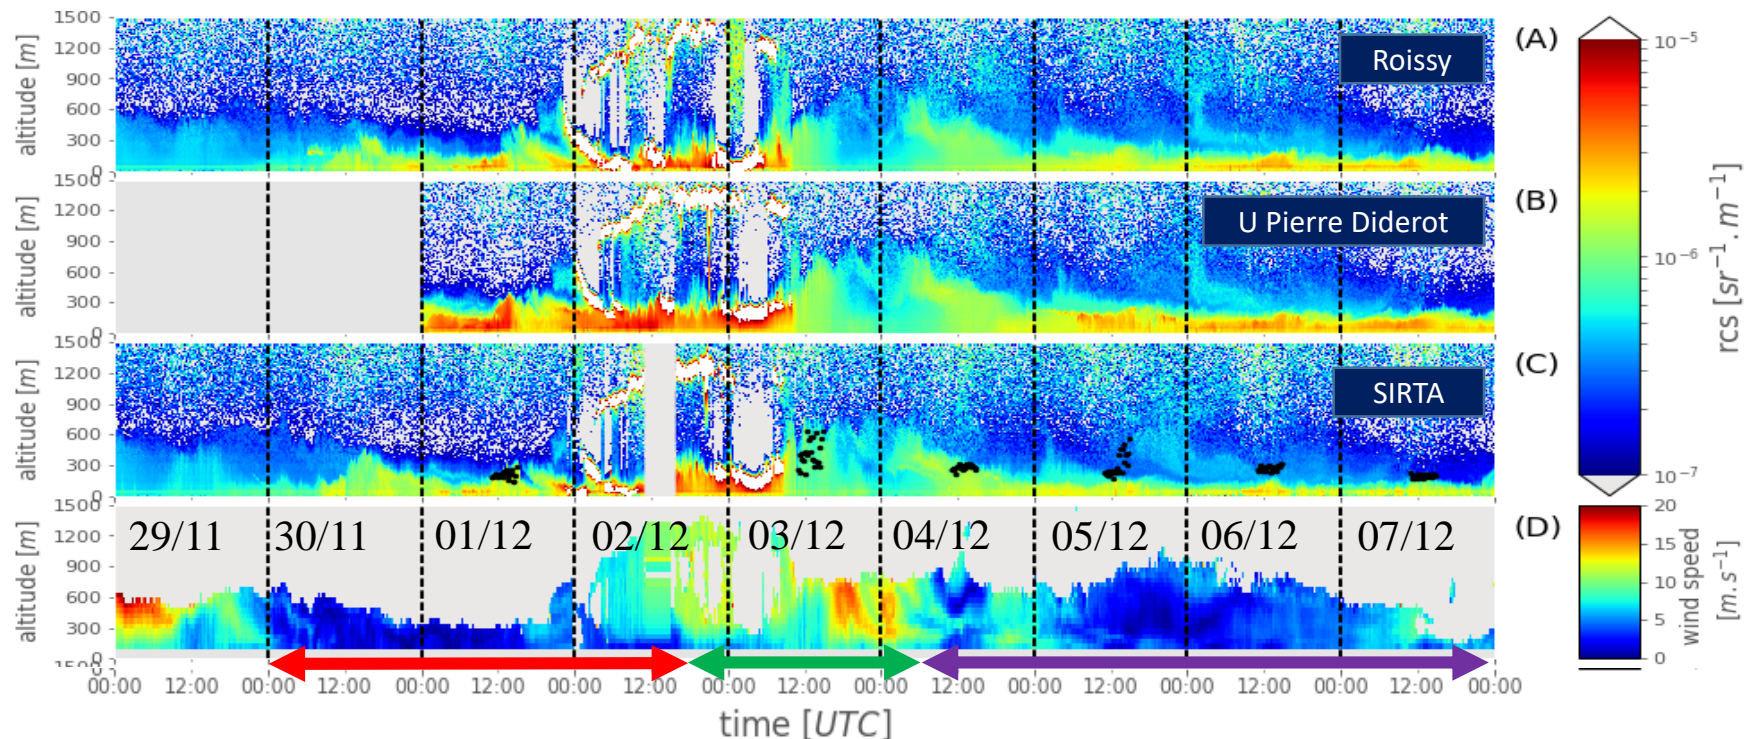 1500
1200
900
600
300
0
altitude [m]
Roissy
(A)
1500
1200
900
600
300
0
altitude [m]
U Pierre Diderot
(B)
1500
1200
900
600
300
0
altitude [m]
SIRTA
(C)
10⁻⁵
10⁻⁶
10⁻⁷
rcs [sr⁻¹.m⁻¹]
1500
1200
900
600
300
0
altitude [m]
29/11 30/11 01/12 02/12 03/12 04/12 05/12 06/12 07/12
(D)
20
15
10
5
0
wind speed
[m.s⁻¹]
1500
00:00 12:00 00:00 12:00 00:00 12:00 00:00 12:00 00:00 12:00 00:00 12:00 00:00 12:00 00:00 12:00 00:00 12:00 00:00
time [UTC]